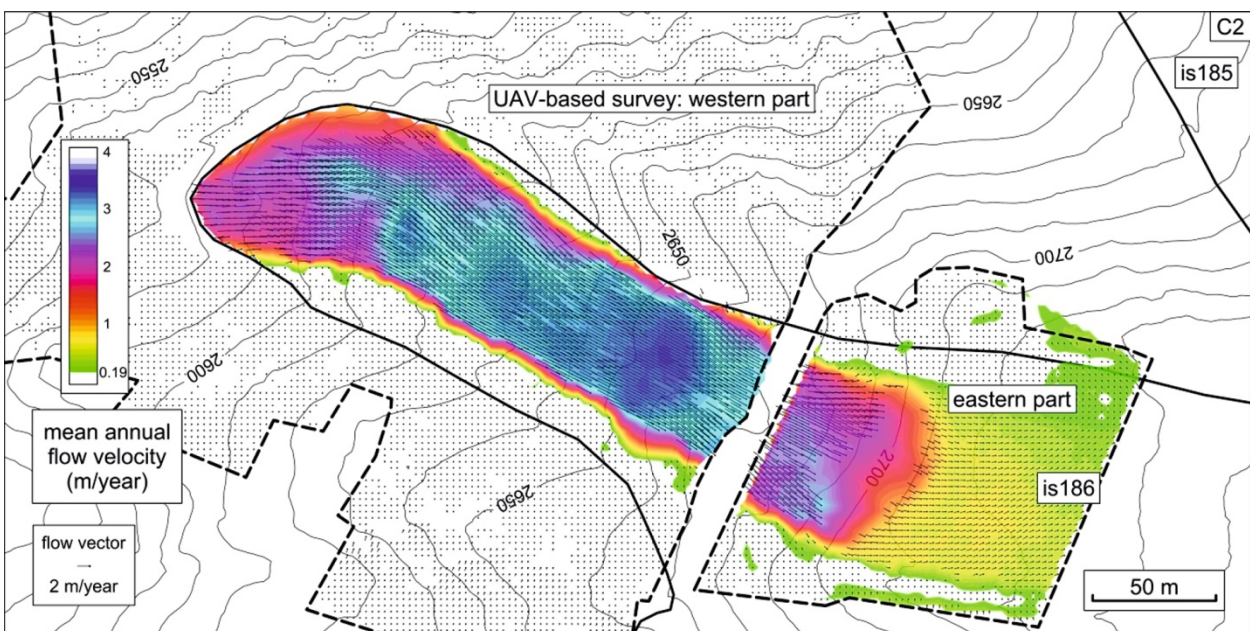 C2
is185
2550
2650
UAV-based survey: western part
4
3
2
1
0.19
2650
2700
2600
mean annual
flow velocity
(m/year)
eastern part
2700
is186
2650
flow vector
2 m/year
50 m